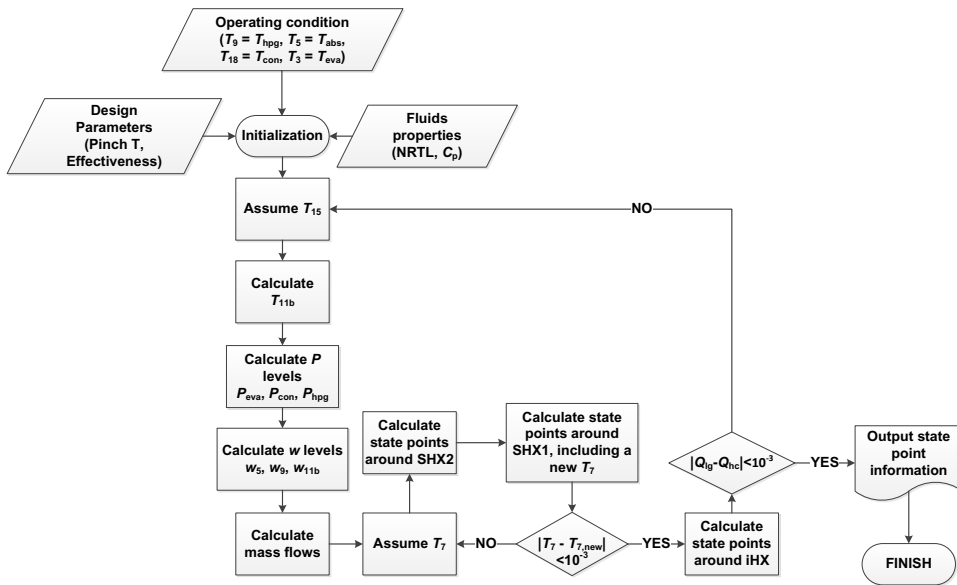 Operating condition
(T9 = Thpg, T5 = Tabs,
T18 = Tcon, T3 = Teva)
Design
Parameters
(Pinch T,
Effectiveness)
Initialization
Fluids
properties
(NRTL, Cp)
Assume T15
NO
Calculate
T11b
Calculate P
levels
Peva, Pcon, Phpg
Calculate w levels
w5, w9, w11b
Calculate
mass flows
Assume T7
Calculate
state points
around SHX2
Calculate state
points around
SHX1, including a
new T7
|T7 - T7,new|
<10-3
NO
YES
Calculate
state points
around iHX
|Qlg-Qhc|<10-3
YES
Output state
point
information
FINISH